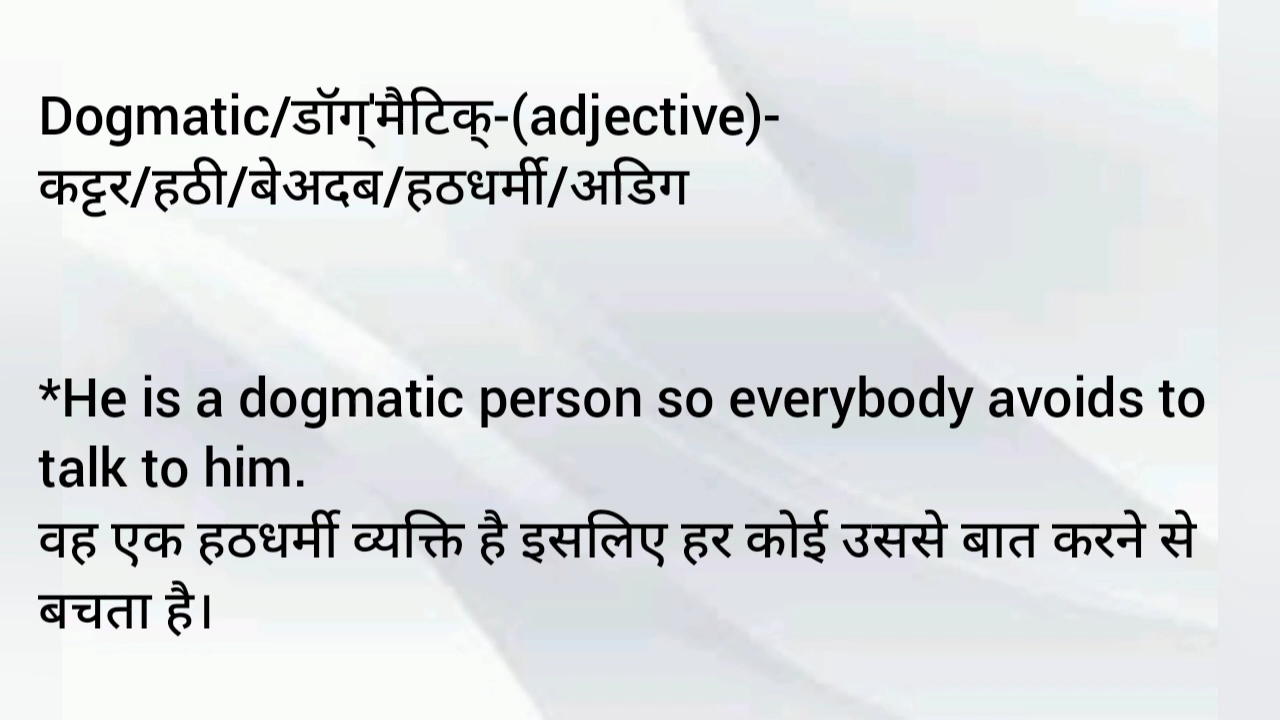 Dogmatic/डॉग्'मैटिक्-(adjective)-
कट्टर/हठी/बेअदब/हठधर्मी/अडिग
*He is a dogmatic person so everybody avoids to
talk to him.
वह एक हठधर्मी व्यक्ति है इसलिए हर कोई उससे बात करने से
बचता है।